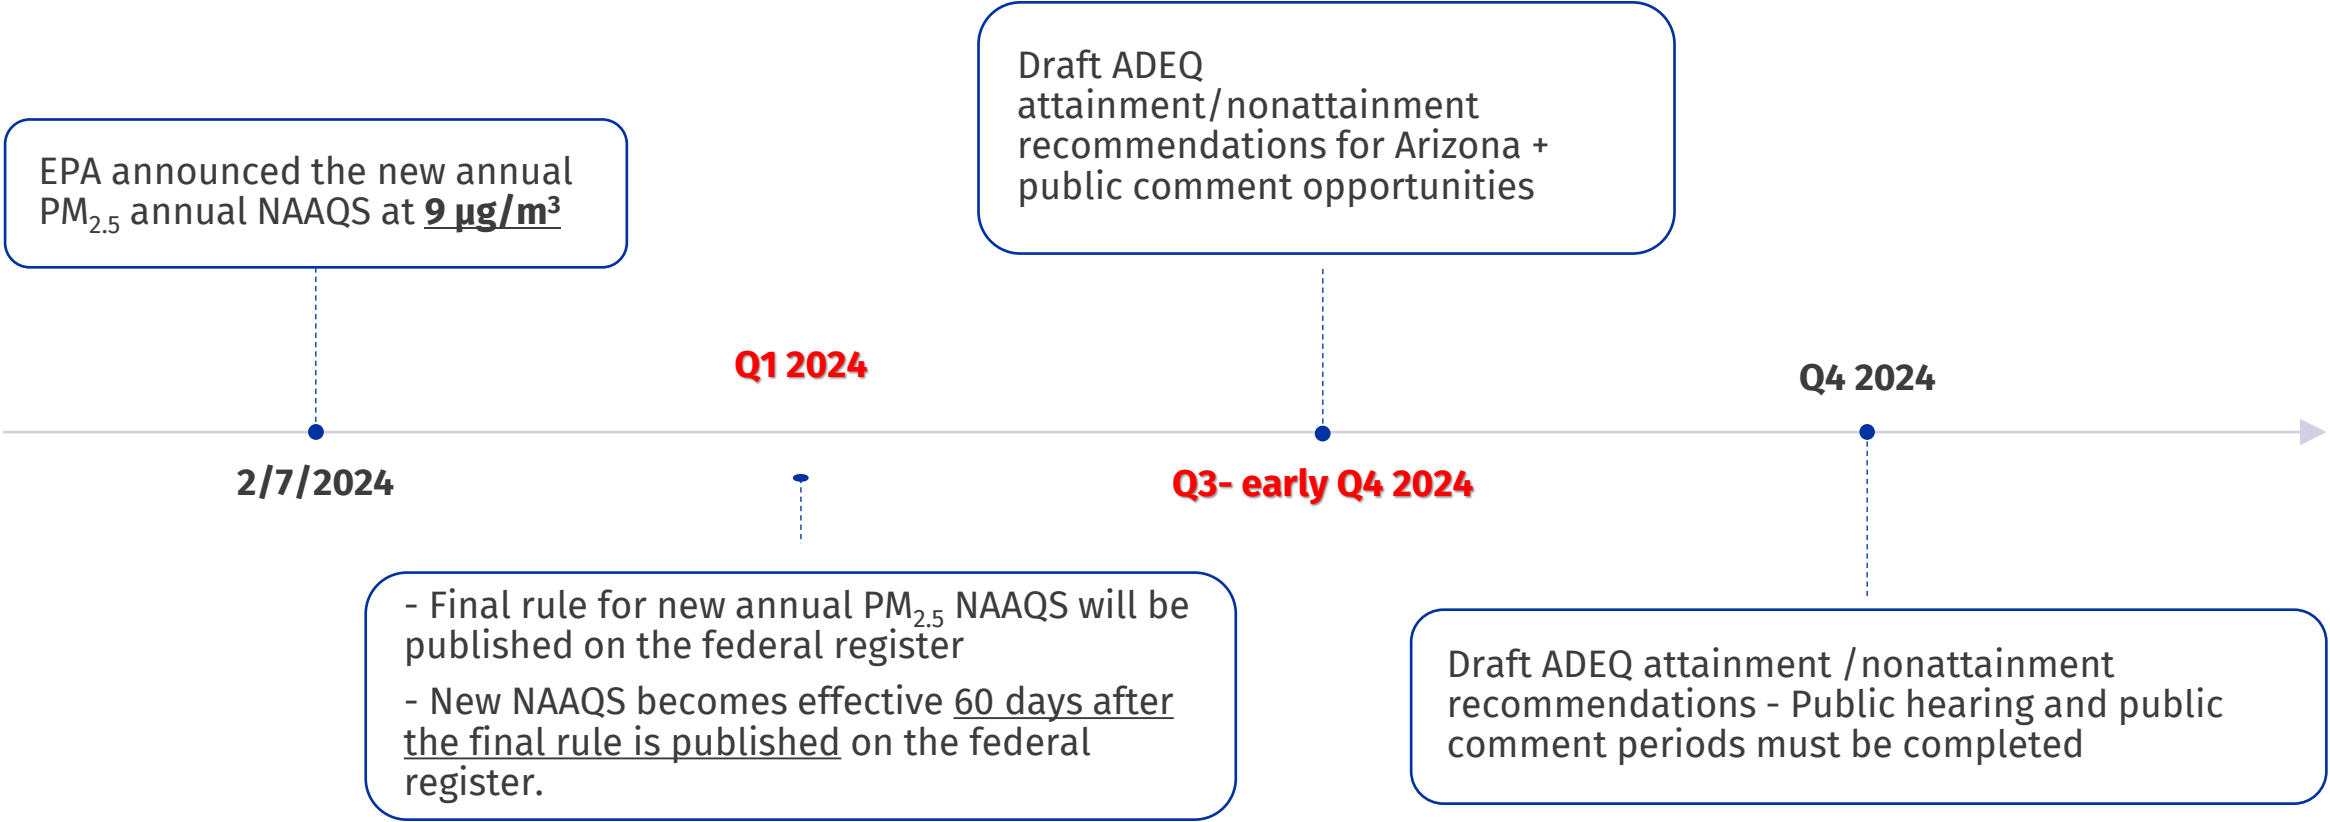 EPA announced the new annual
PM2.5 annual NAAQS at 9 µg/m³
2/7/2024
Q1 2024
- Final rule for new annual PM2.5 NAAQS will be
published on the federal register
- New NAAQS becomes effective 60 days after
the final rule is published on the federal
register.
Draft ADEQ
attainment/nonattainment
recommendations for Arizona +
public comment opportunities
Q3- early Q4 2024
Q4 2024
Draft ADEQ attainment /nonattainment
recommendations - Public hearing and public
comment periods must be completed